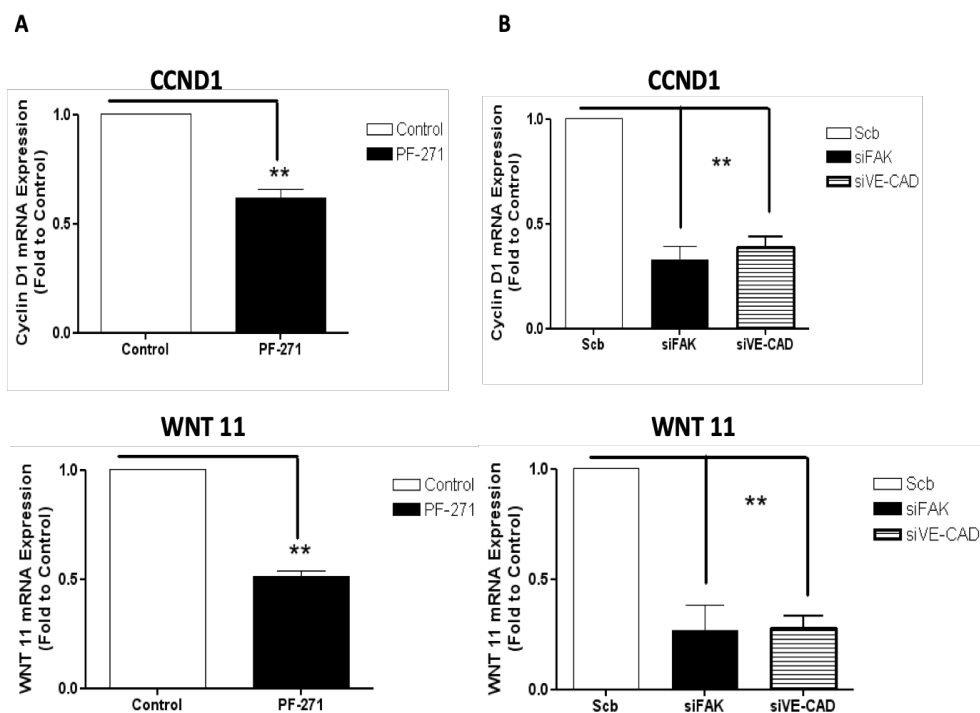 A
CCND1
Cyclin D1 mRNA Expression
(Fold to Control)
1.0
0.5
0.0
**
Control
PF-271
Control
PF-271
B
CCND1
Cyclin D1 mRNA Expression
(Fold to Control)
1.0
0.5
0.0
**
Scb
siFAK
siVE-CAD
Scb
siFAK
siVE-CAD
WNT 11
WNT 11 mRNA Expression
(Fold to Control)
1.0
0.5
0.0
**
Control
PF-271
Control
PF-271
WNT 11
WNT 11 mRNA Expression
(Fold to Control)
1.0
0.5
0.0
**
Scb
siFAK
siVE-CAD
Scb
siFAK
siVE-CAD